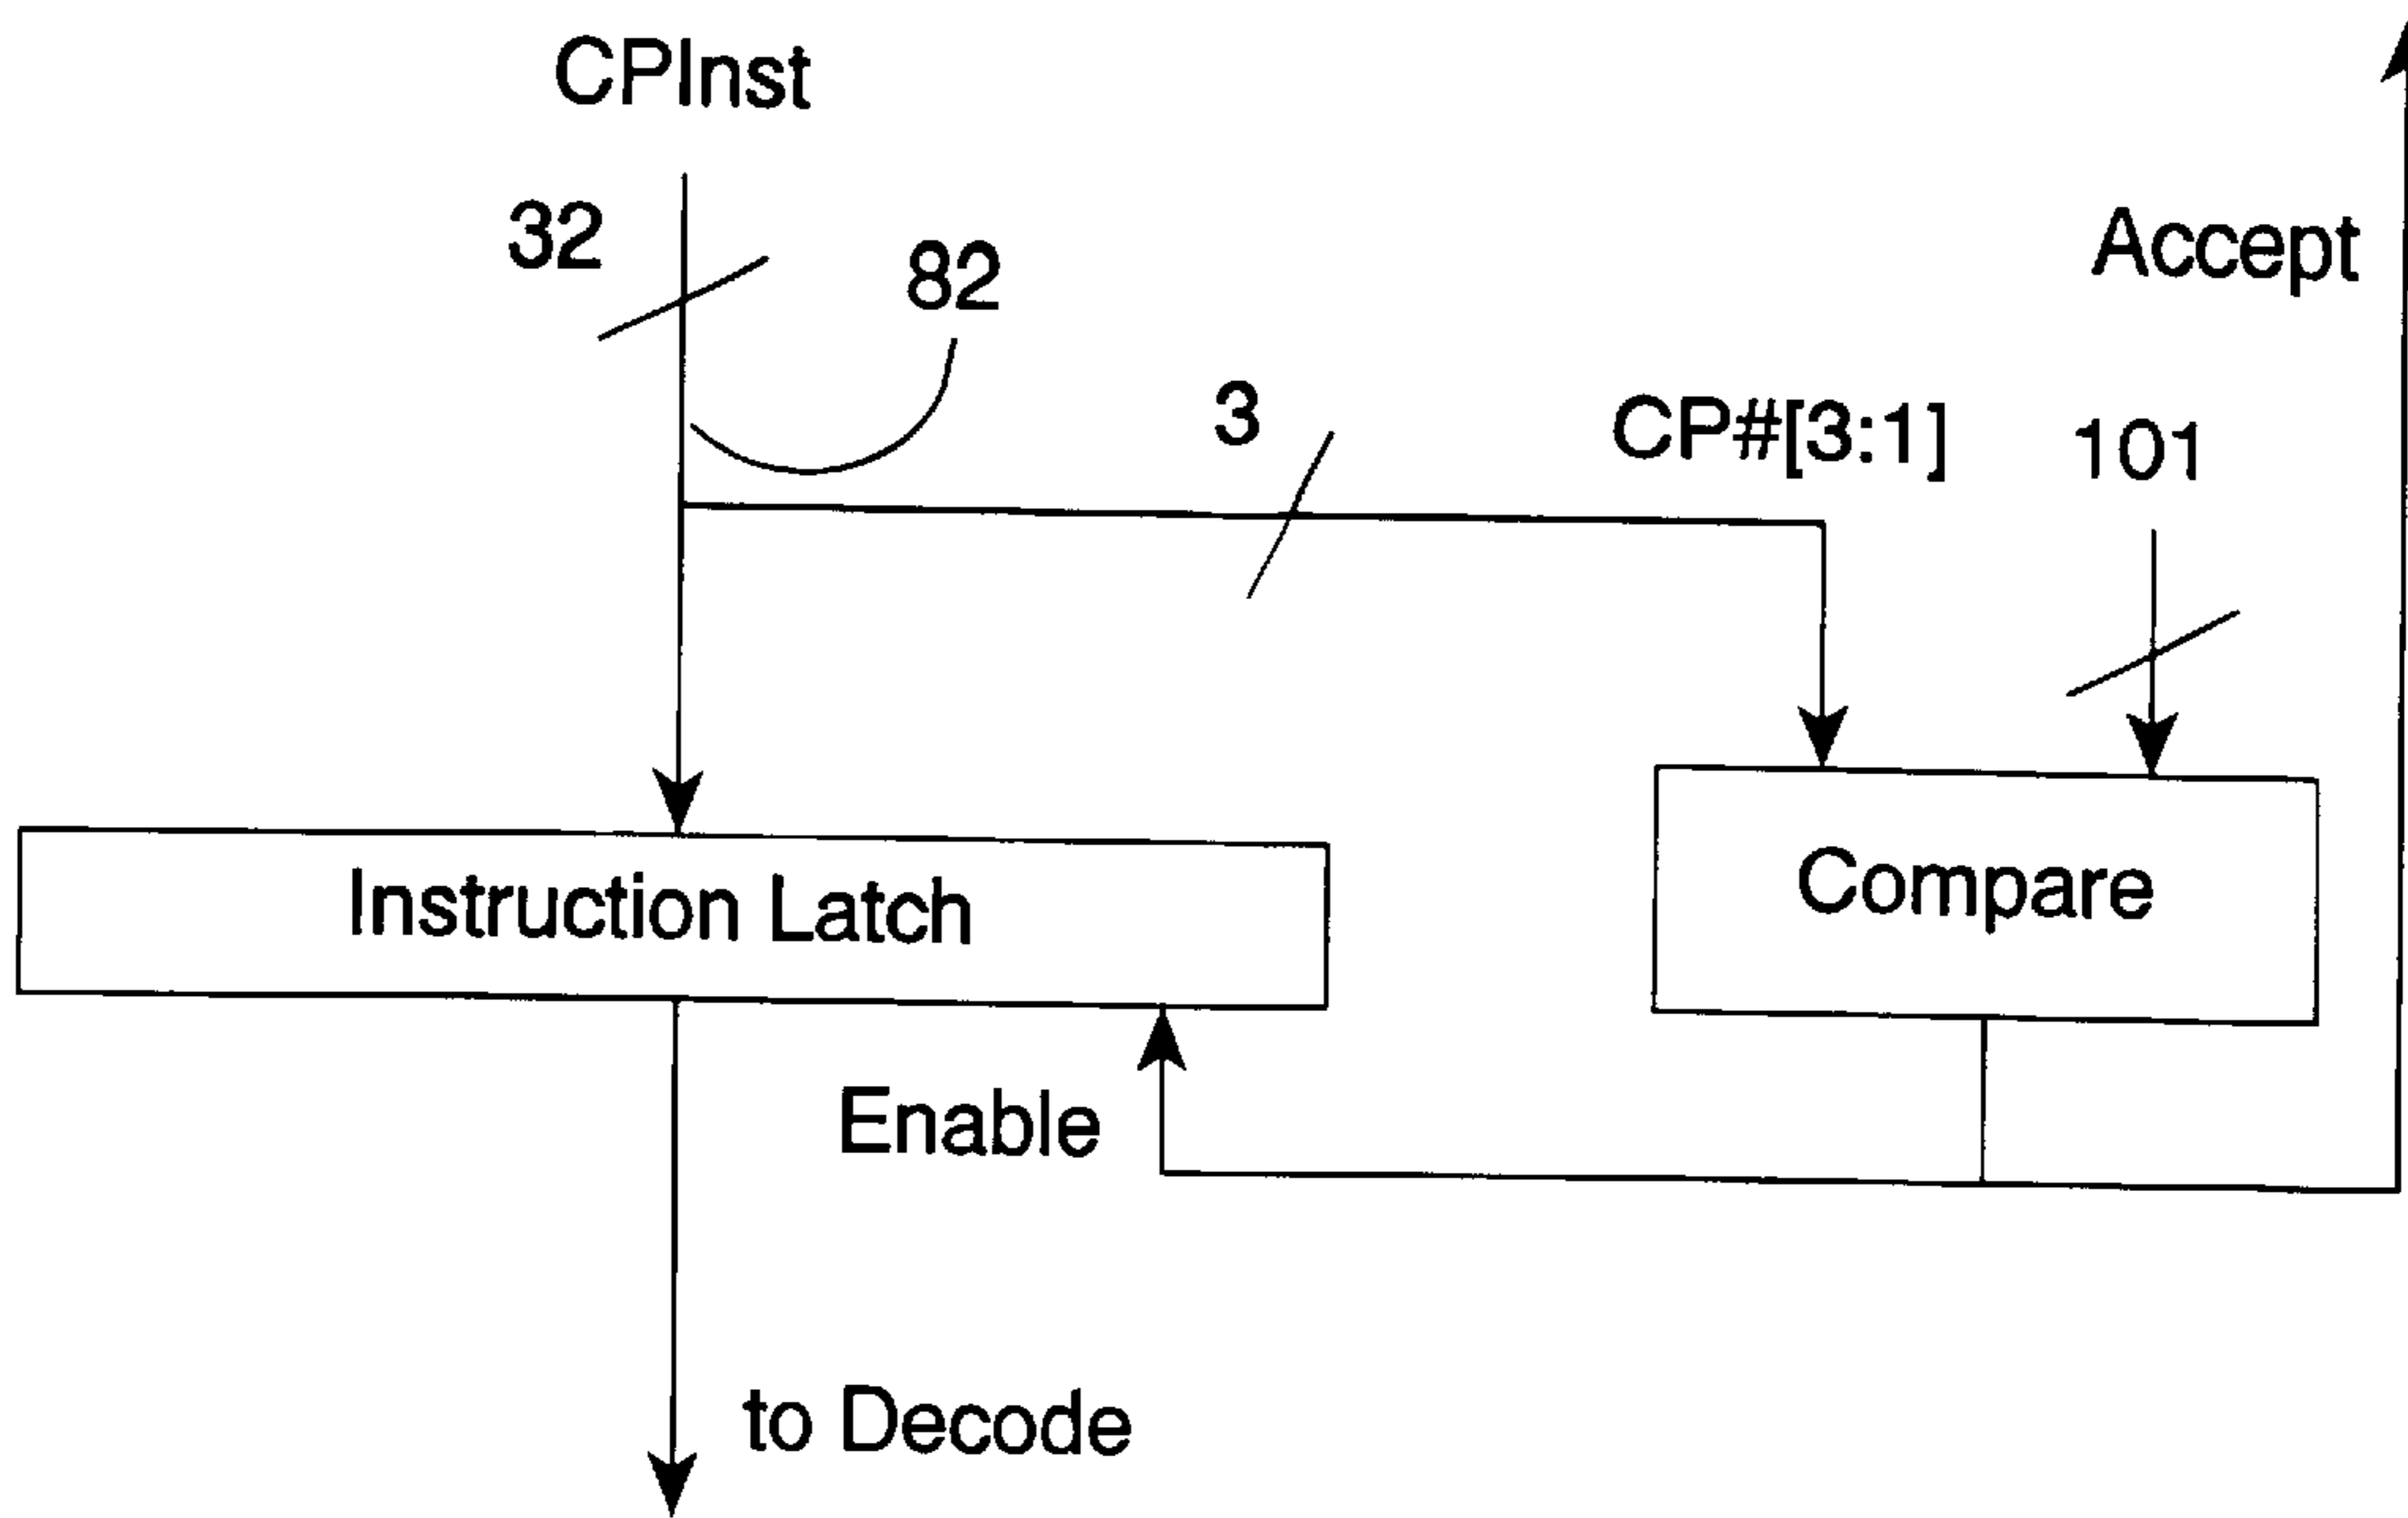 CPInst
32
82
Accept
3
CP#[3:1]
101
Instruction Latch
Compare
Enable
to Decode